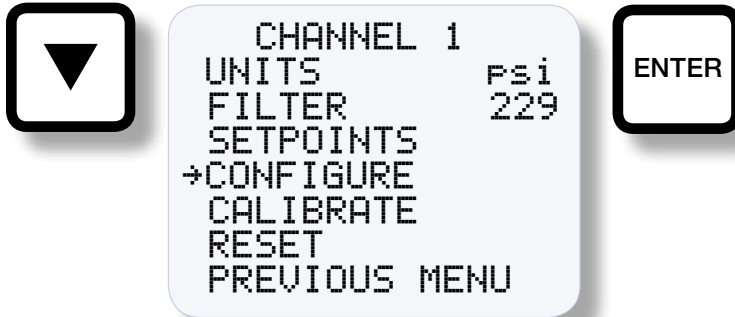 CHANNEL 1
UNITS psi
FILTER 229
SETPOINTS
→CONFIGURE
CALIBRATE
RESET
PREVIOUS MENU
ENTER